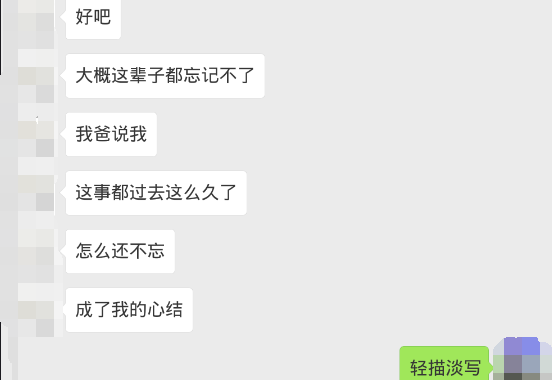 好吧
大概这辈子都忘记不了
我爸说我
这事都过去这么久了
怎么还不忘
成了我的心结
轻描淡写